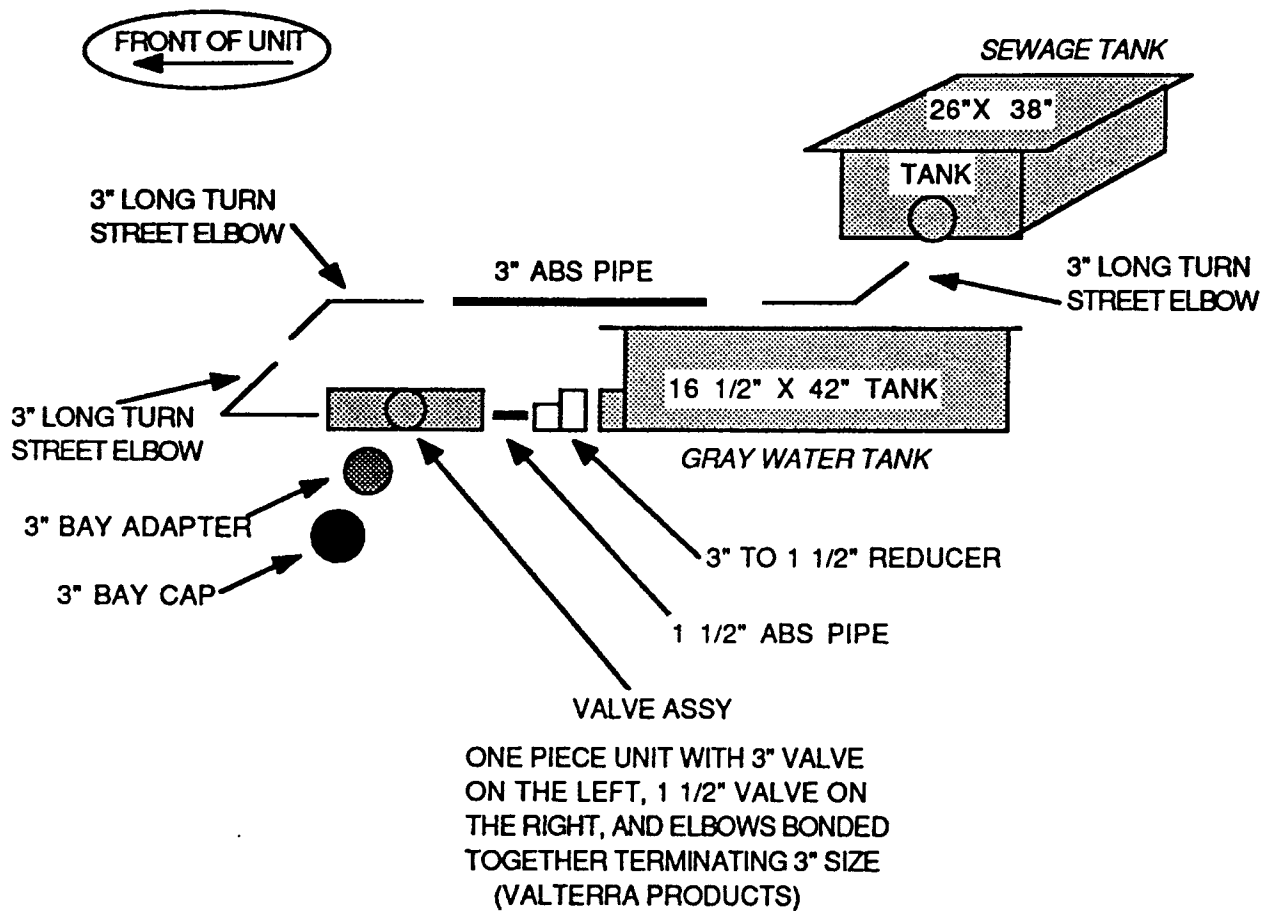 FRONT OF UNIT
SEWAGE TANK
26"X 38"
TANK
3" LONG TURN
STREET ELBOW
3" ABS PIPE
3" LONG TURN
STREET ELBOW
16 1/2" X 42" TANK
3" LONG TURN
STREET ELBOW
GRAY WATER TANK
3" BAY ADAPTER
3" TO 1 1/2" REDUCER
3" BAY CAP
1 1/2" ABS PIPE
VALVE ASSY
ONE PIECE UNIT WITH 3" VALVE
ON THE LEFT, 1 1/2" VALVE ON
THE RIGHT, AND ELBOWS BONDED
TOGETHER TERMINATING 3" SIZE
(VALTERRA PRODUCTS)